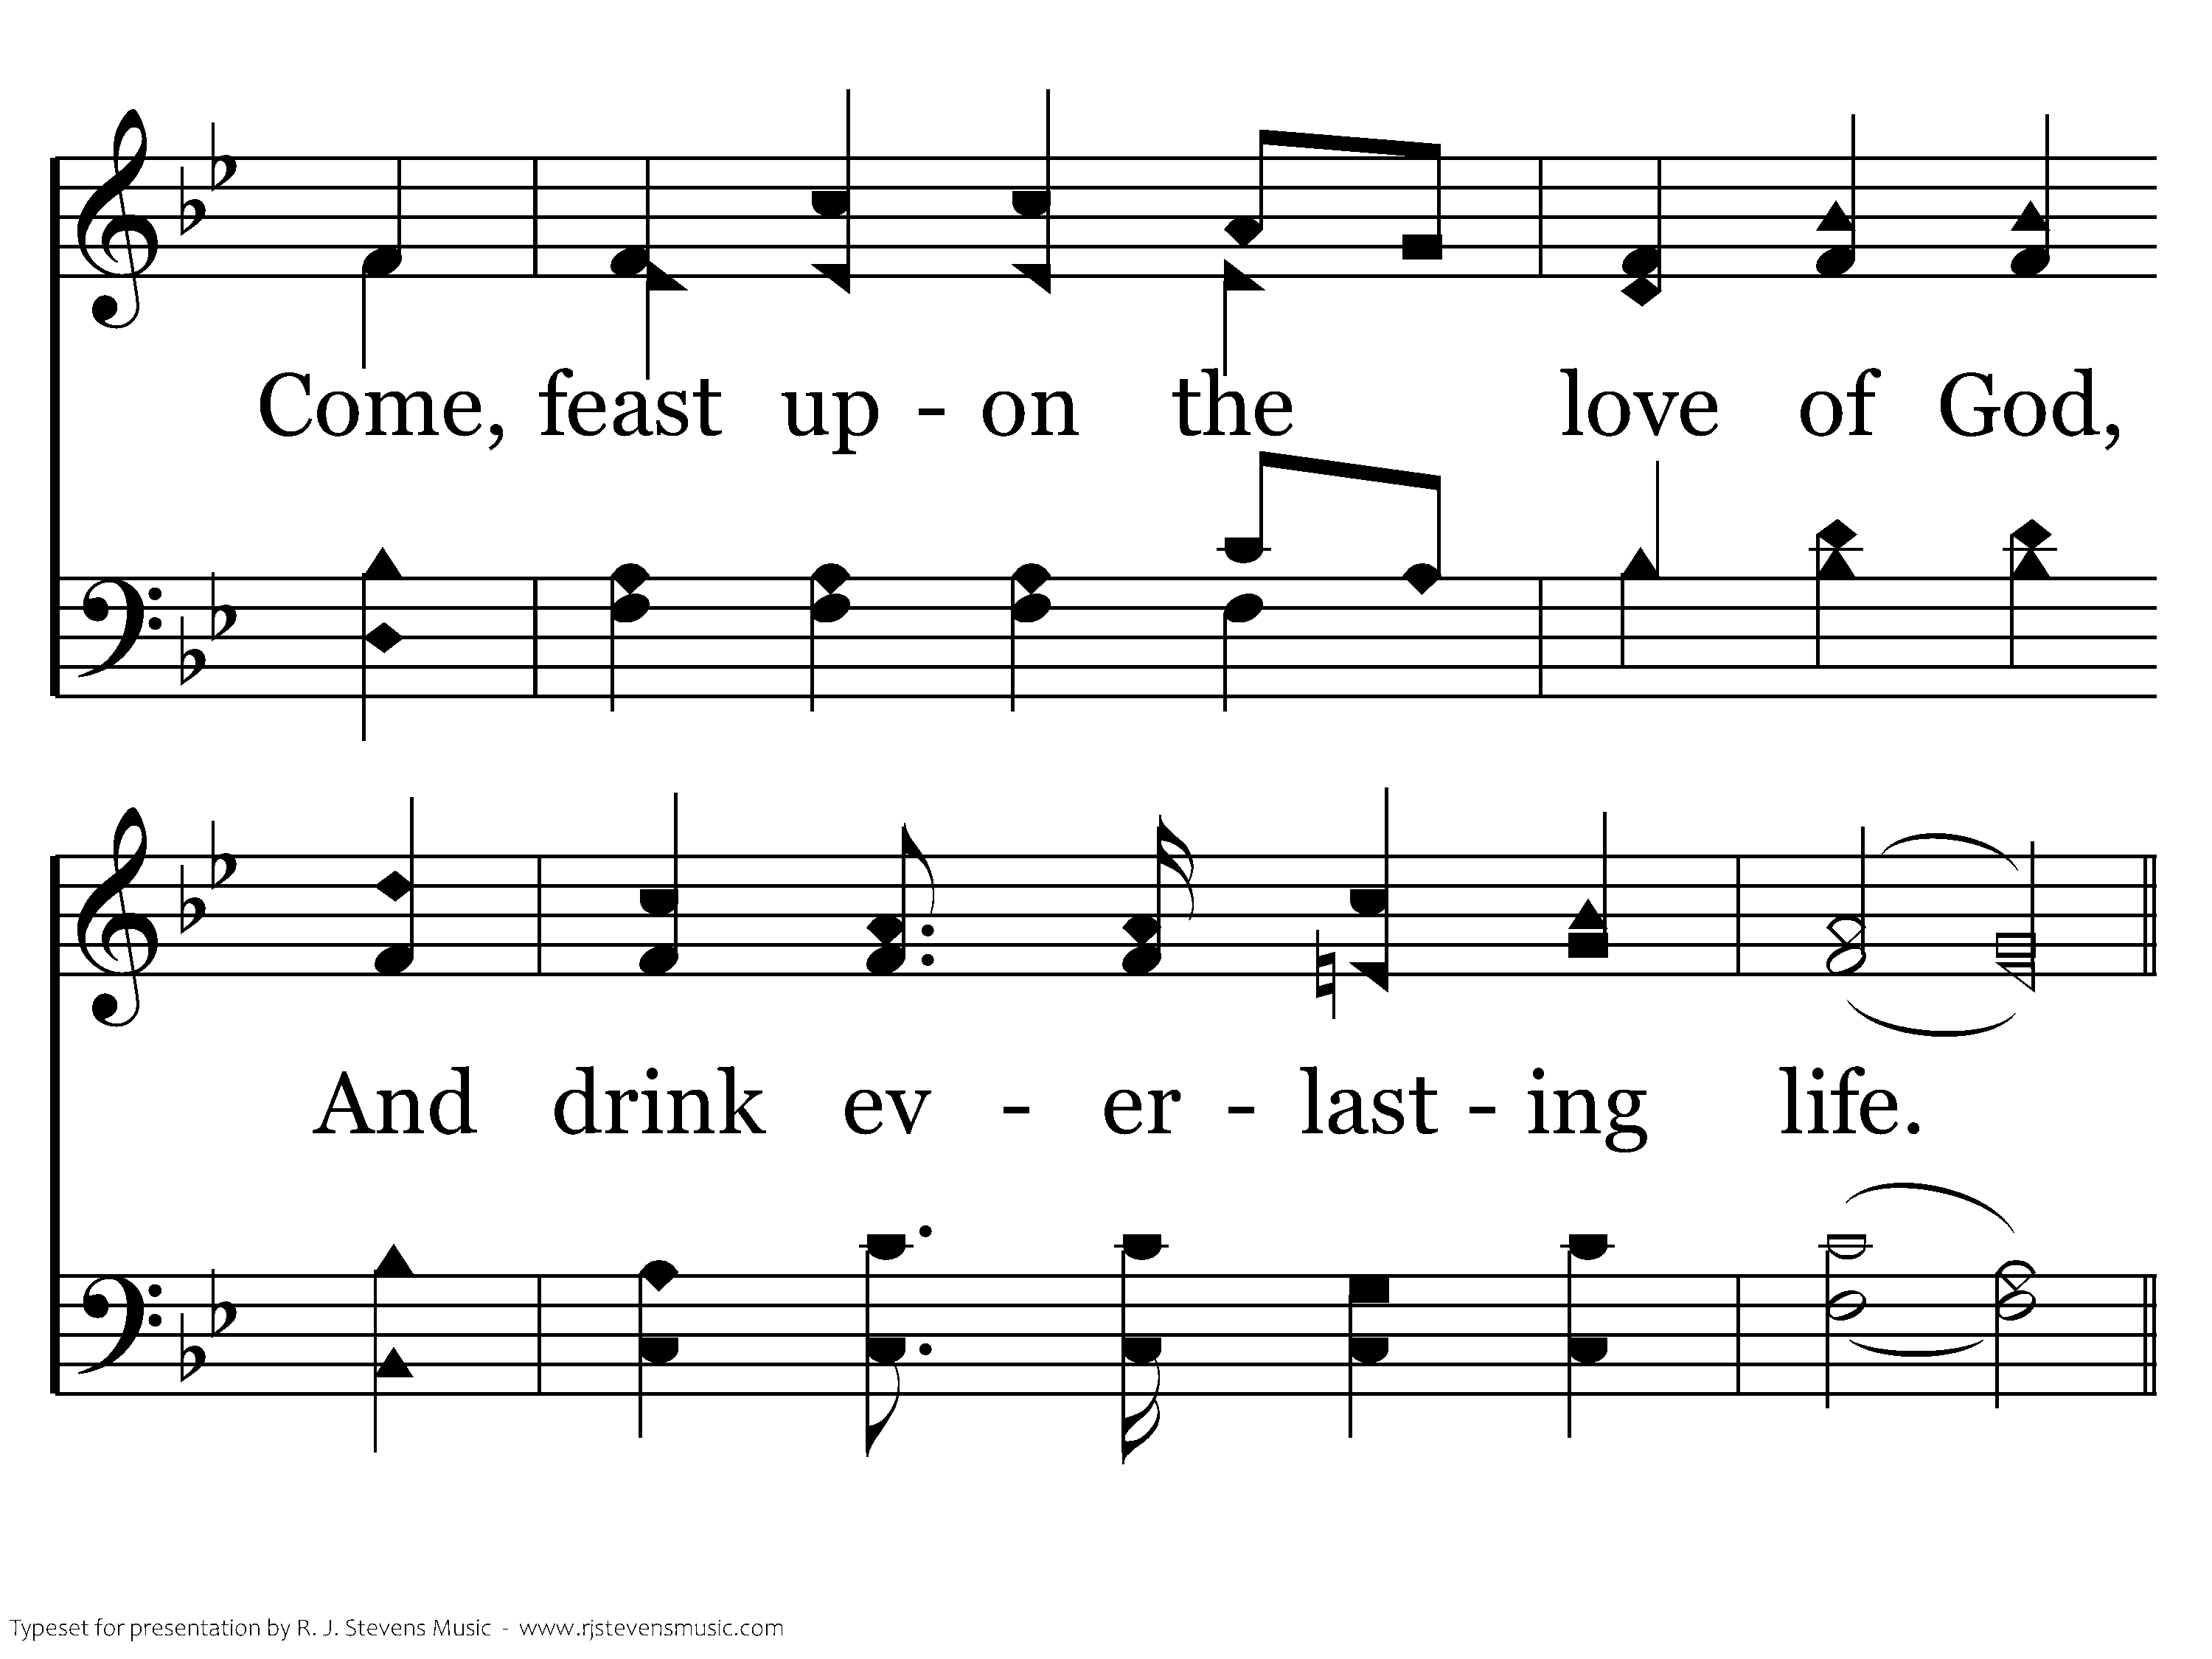 Come, feast up - on the love of God,
And drink ev - er - last - ing life.
Typeset for presentation by R. J. Stevens Music - www.rjstevensmusic.com